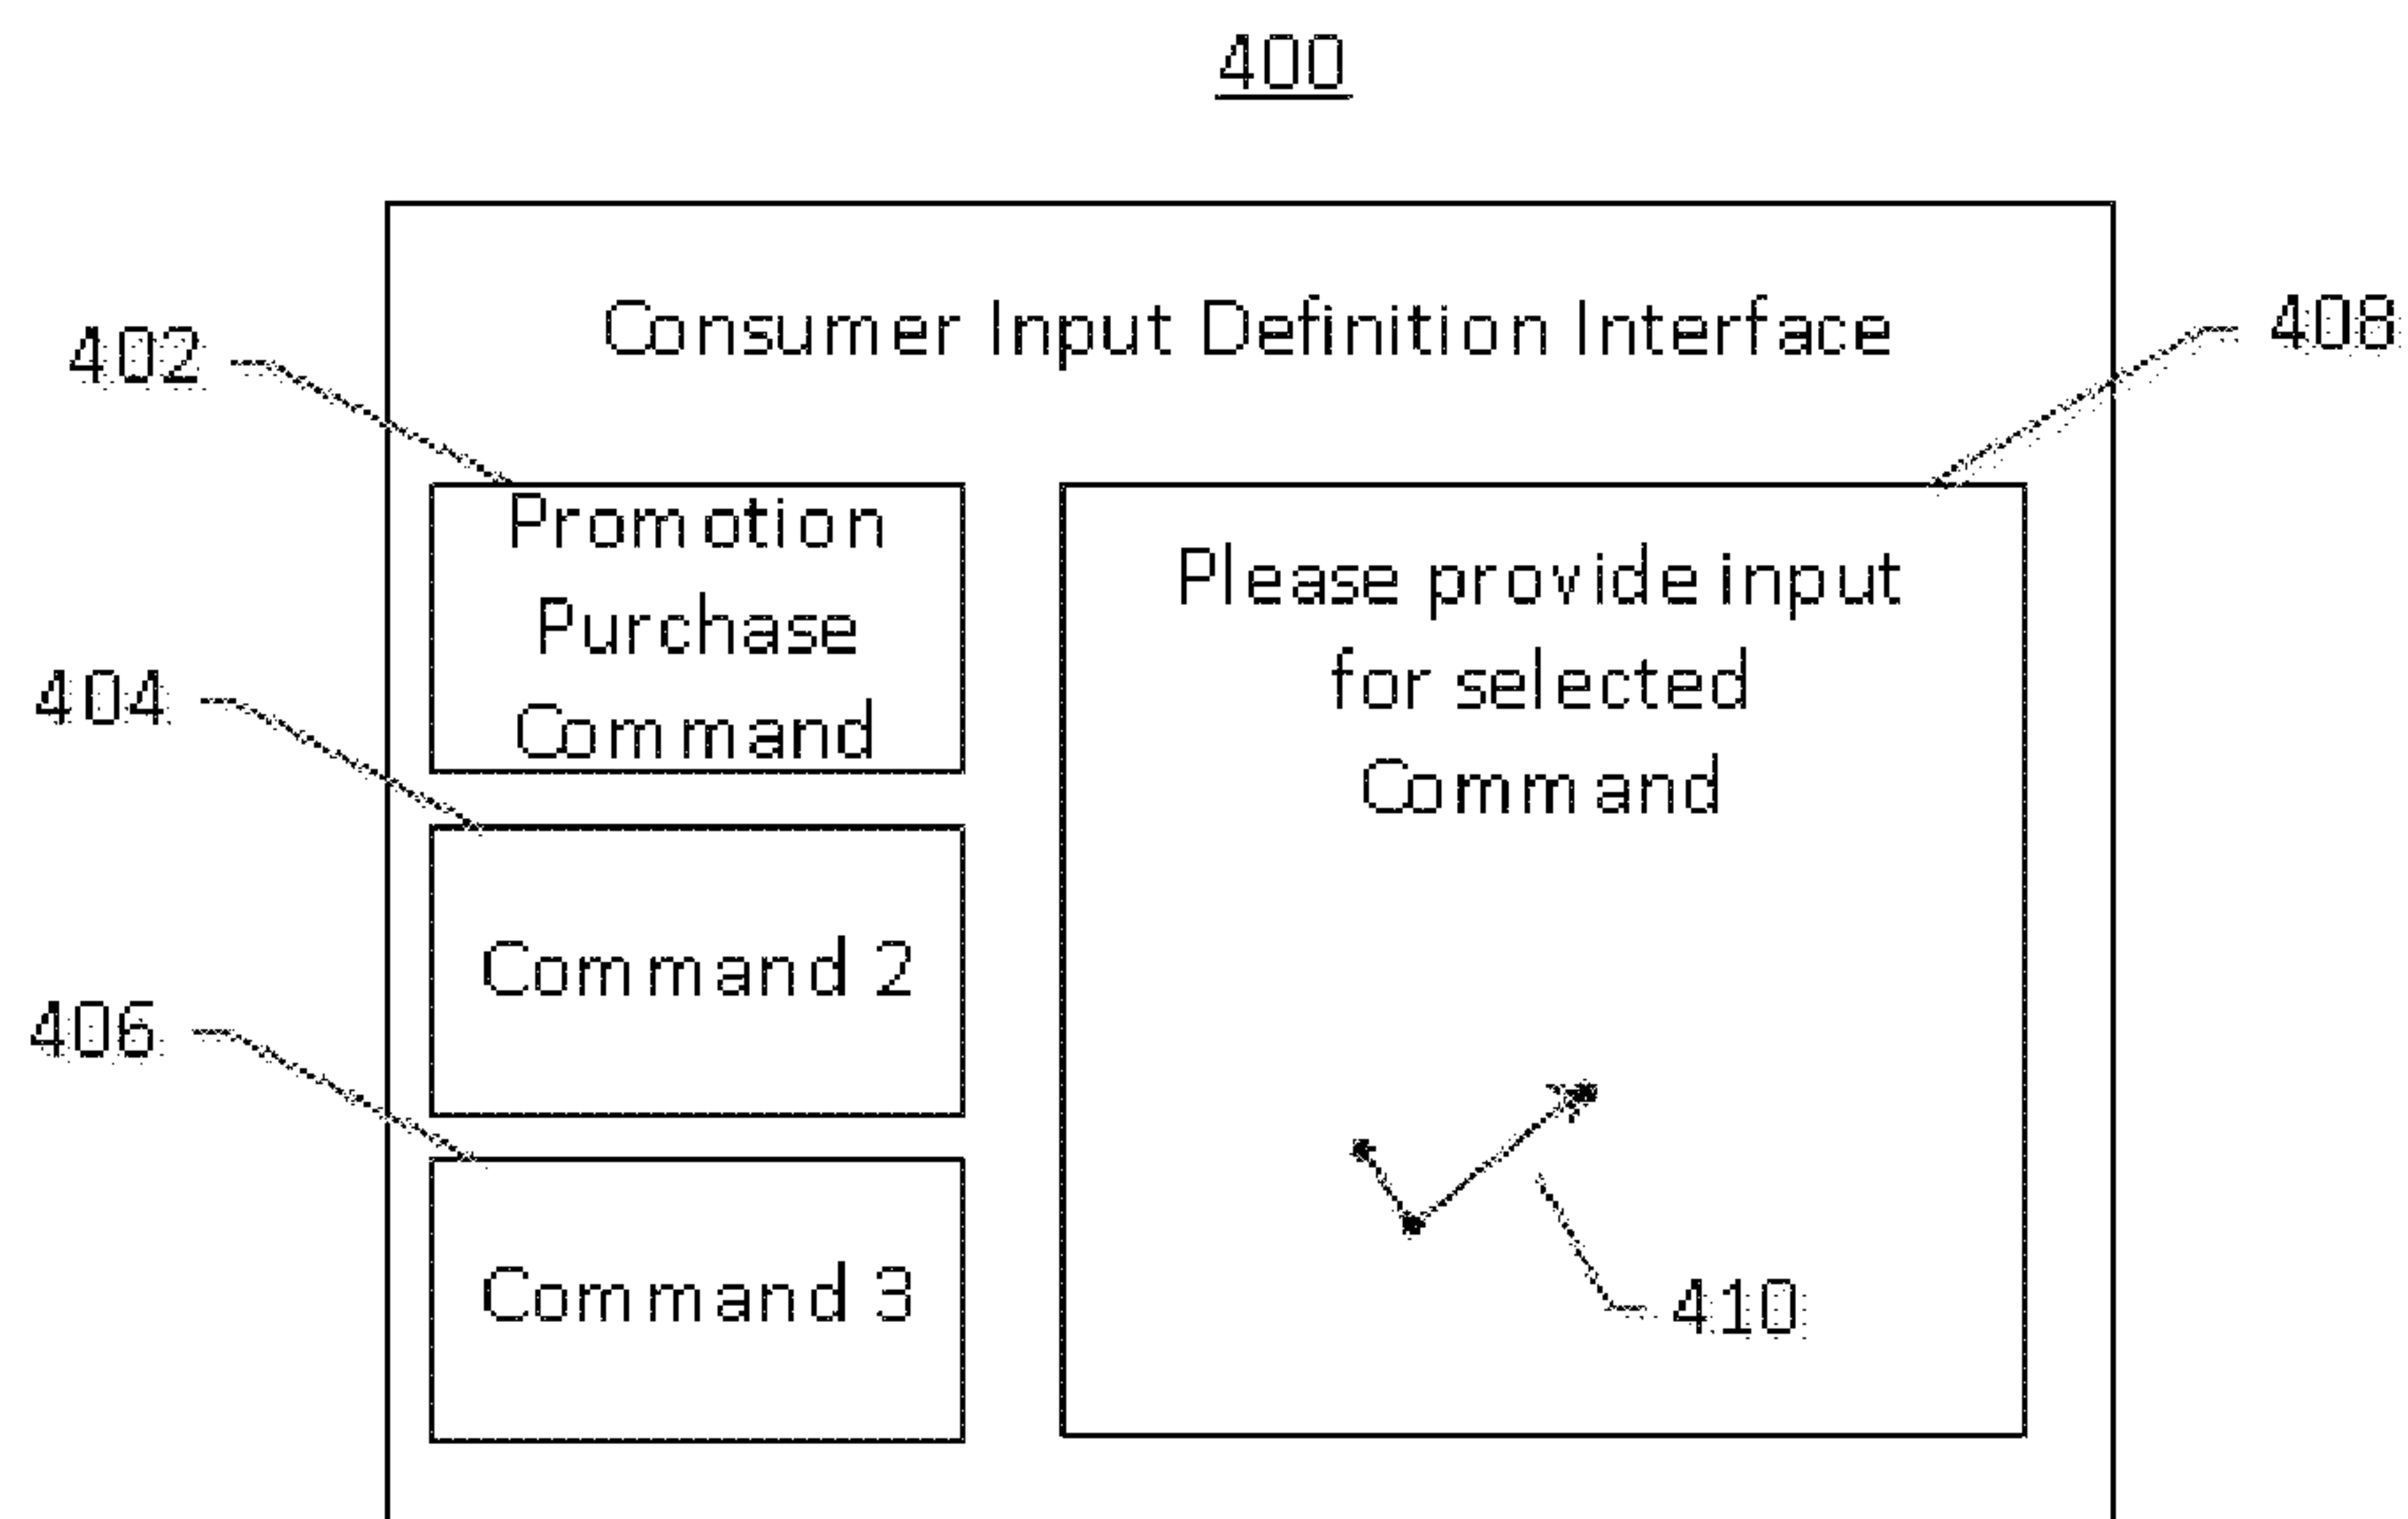 400
Consumer Input Definition Interface
402
408
Promotion
Purchase
Command
Please provide input
for selected
Command
404
Command 2
406
Command 3
410